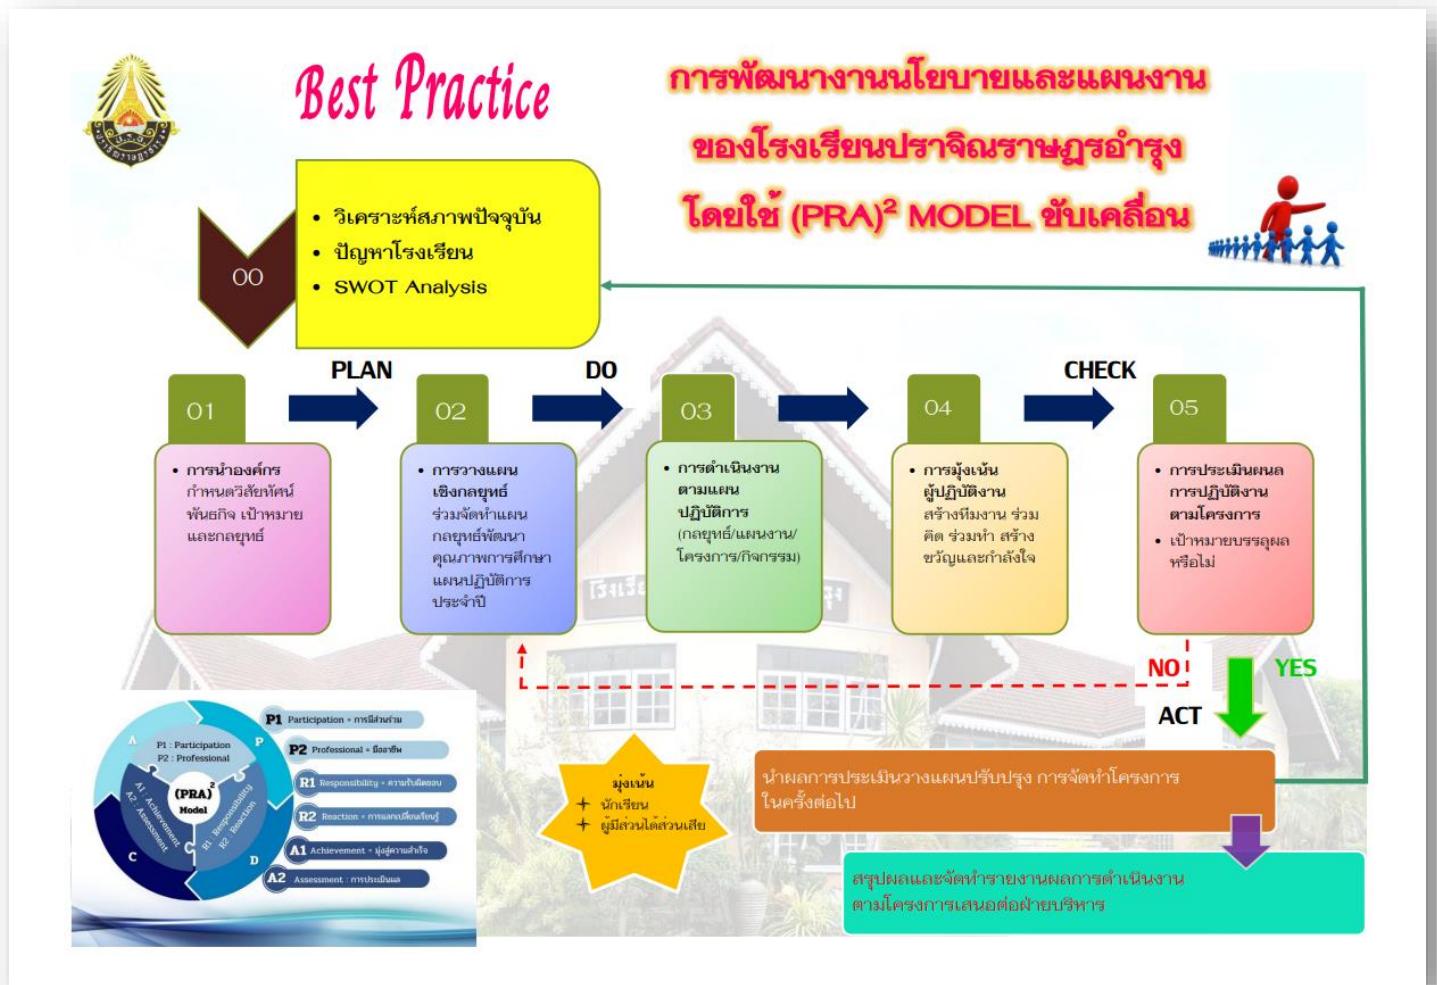 Best Practice
การพัฒนางานนโยบายและแผนงาน
ของโรงเรียนปราจิณราษฎรอำรุง
โดยใช้ (PRA)² MODEL ขับเคลื่อน
00
• วิเคราะห์สภาพปัจจุบัน
• ปัญหาโรงเรียน
• SWOT Analysis
PLAN
DO
CHECK
01
• การนำองค์กร
กำหนดวิสัยทัศน์
พันธกิจ เป้าหมาย
และกลยุทธ์
02
• การวางแผน
เชิงกลยุทธ์
ร่วมจัดทำแผน
กลยุทธ์พัฒนา
คุณภาพการศึกษา
แผนปฏิบัติการ
ประจำปี
03
• การดำเนินงาน
ตามแผน
ปฏิบัติการ
(กลยุทธ์/แผนงาน/
โครงการ/กิจกรรม)
04
• การมุ้งเน้น
ผู้ปฏิบัติงาน
สร้างทีมงาน ร่วม
คิด ร่วมทำ สร้าง
ขวัญและกำลังใจ
05
• การประเมินผนล
การปฏิบัติงาน
ตามโครงการ
• เป้าหมายบรรลุผล
หรือไม่
NO
YES
ACT
นำผลการประเมินวางแผนปรับปรุง การจัดทำโครงการ
ในครั้งต่อไป
สรุปผลและจัดทำรายงานผลการดำเนินงาน
ตามโครงการเสนอต่อฝ่ายบริหาร
มุ่งเน้น
นักเรียน
ผู้มีส่วนได้ส่วนเสีย
A
P
D
C
P1 : Participation
P2 : Professional
(PRA)²
Model
A1 : Achievement
A2 : Assessment
R1 : Responsibility
R2 : Reaction
P1 Participation = การมีส่วนร่วม
P2 Professional = มืออาชีพ
R1 Responsibility = ความรับผิดชอบ
R2 Reaction = การแลกเปลี่ยนเรียนรู้
A1 Achievement = มุ่งสู่ความสำเร็จ
A2 Assessment : การประเมินผล